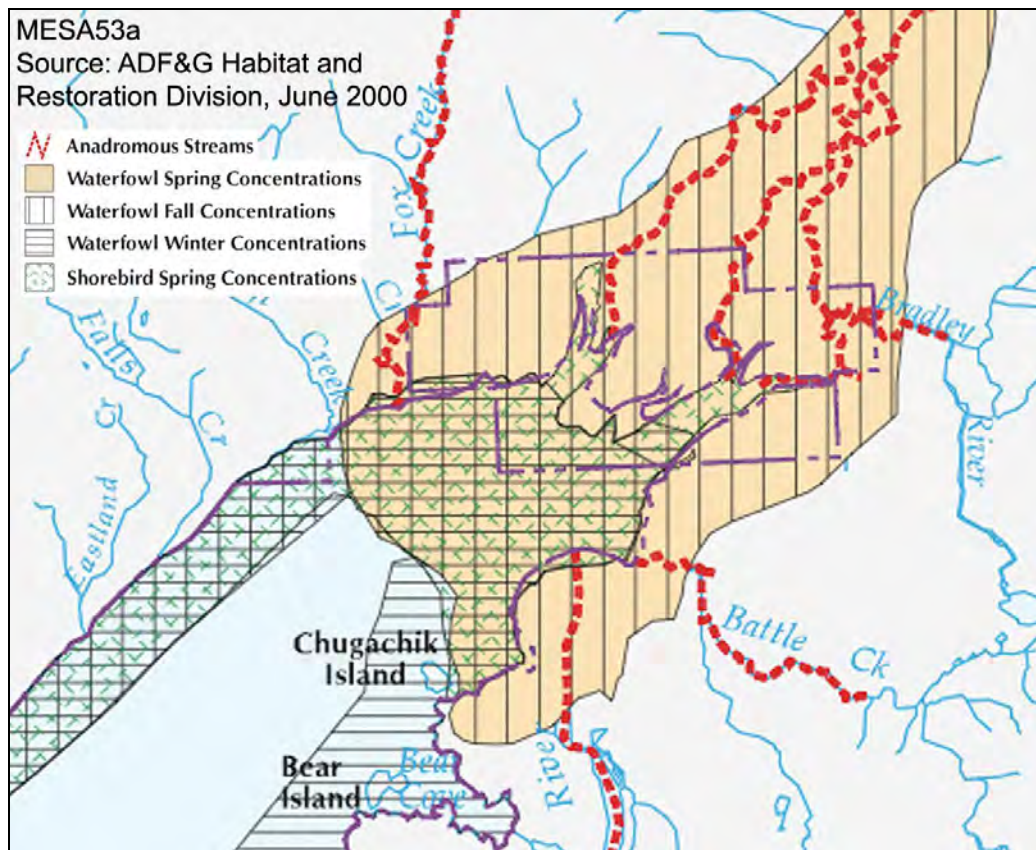 MESA53a
Source: ADF&G Habitat and
Restoration Division, June 2000
Anadromous Streams
Waterfowl Spring Concentrations
Waterfowl Fall Concentrations
Waterfowl Winter Concentrations
Shorebird Spring Concentrations
Fox Creek
Cr
Falls
Cr
Creek
Eastland
Cr
Bradley
River
Battle
Ck
Chugachik
Island
Bear
Island
Bear
Cove
River